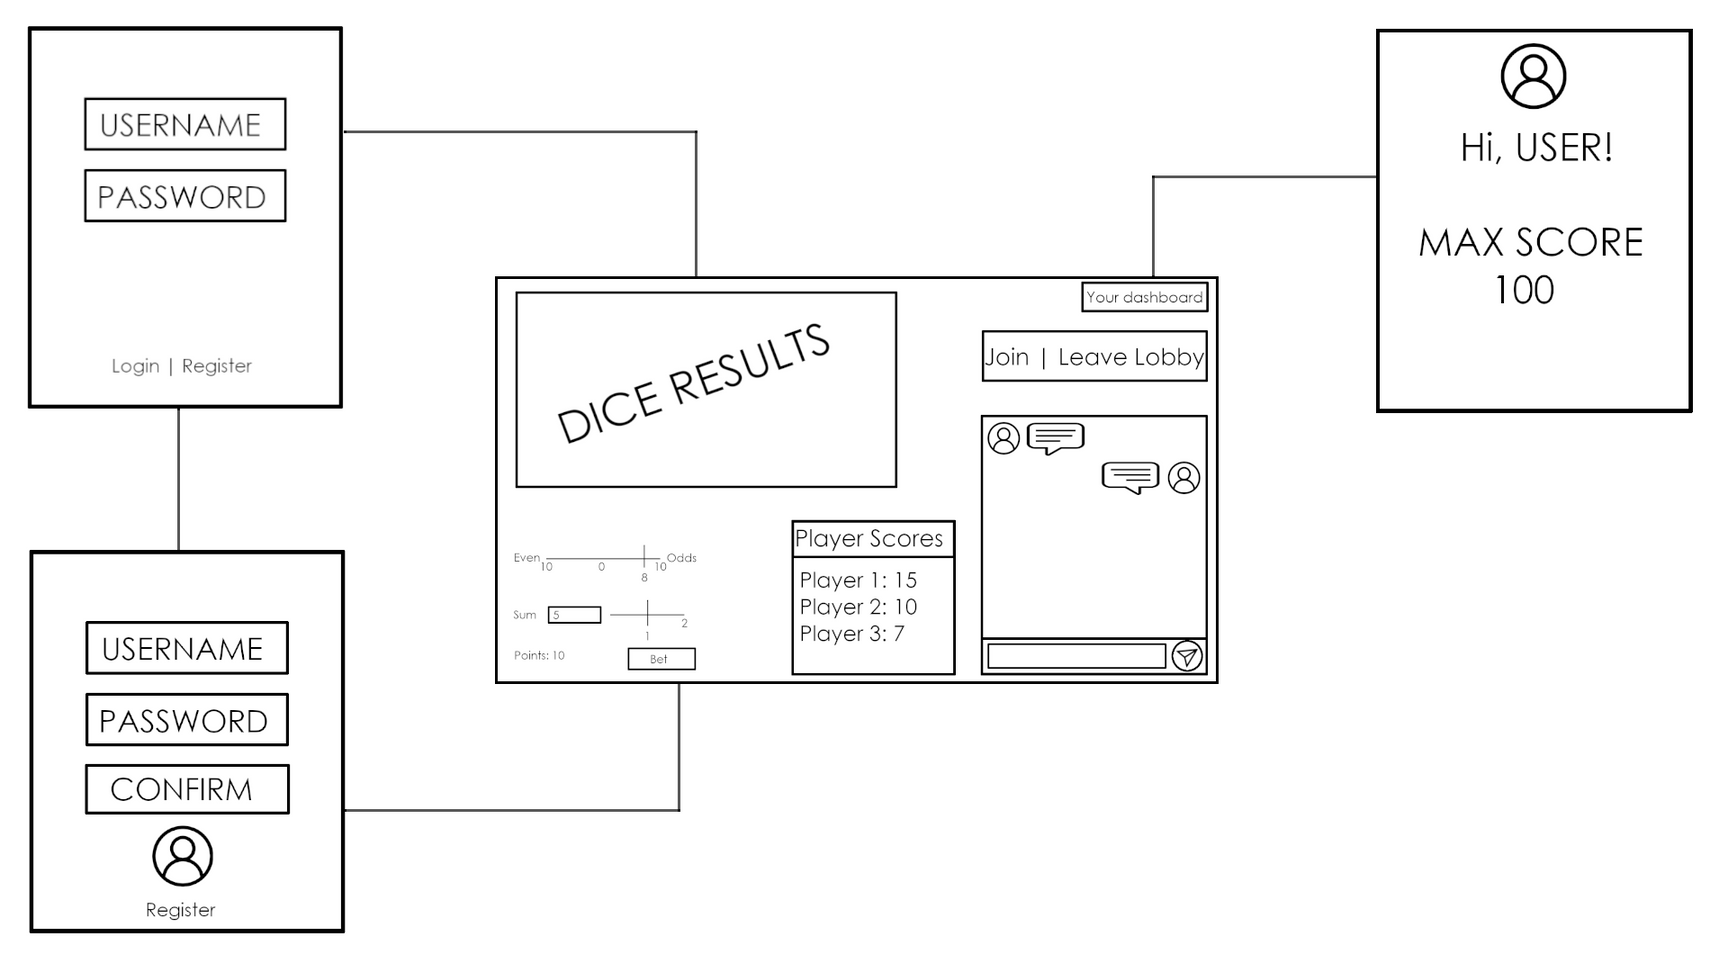 USERNAME
PASSWORD
Login | Register
USERNAME
PASSWORD
CONFIRM
Register
DICE RESULTS
Even
10
0
8
10
Odds
Sum
5
1
2
Points: 10
Bet
Player Scores
Player 1: 15
Player 2: 10
Player 3: 7
Your dashboard
Join | Leave Lobby
Hi, USER!
MAX SCORE
100